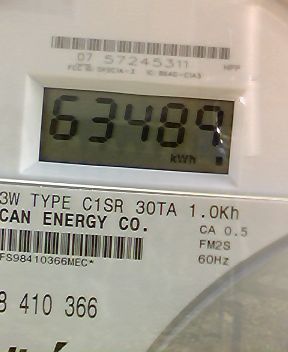 07 57245311
63489
kWh
3W TYPE C1SR 30TA 1.0Kh
CAN ENERGY CO.
CA 0.5
FS98410366MEC*
FM2S
60Hz
8 410 366